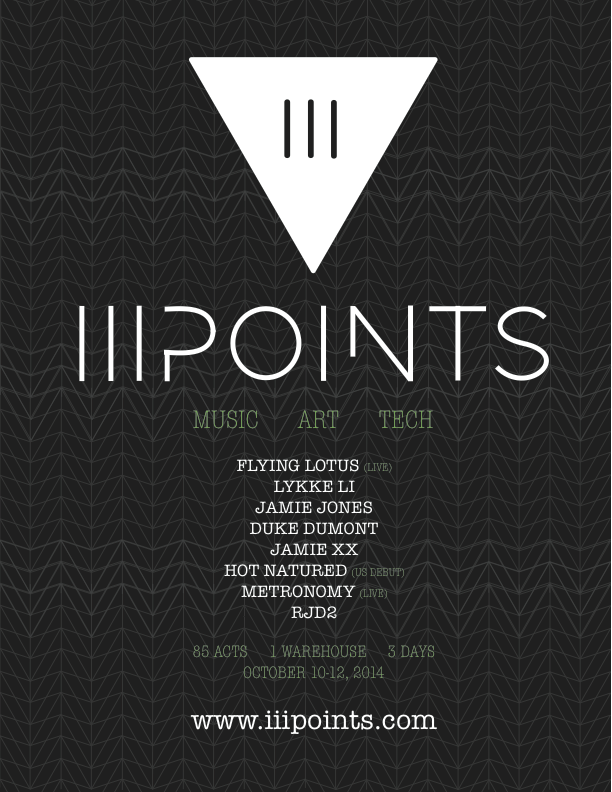 III
IIIPOINTS
MUSIC ART TECH
FLYING LOTUS (LIVE)
LYKKE LI
JAMIE JONES
DUKE DUMONT
JAMIE XX
HOT NATURED (US DEBUT)
METRONOMY (LIVE)
RJD2
85 ACTS 1 WAREHOUSE 3 DAYS
OCTOBER 10-12, 2014
www.iiipoints.com